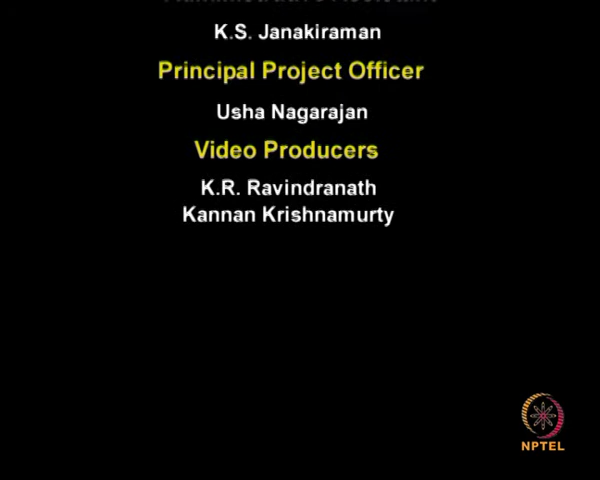 K.S. Janakiraman
Principal Project Officer
Usha Nagarajan
Video Producers
K.R. Ravindranath
Kannan Krishnamurty
NPTEL